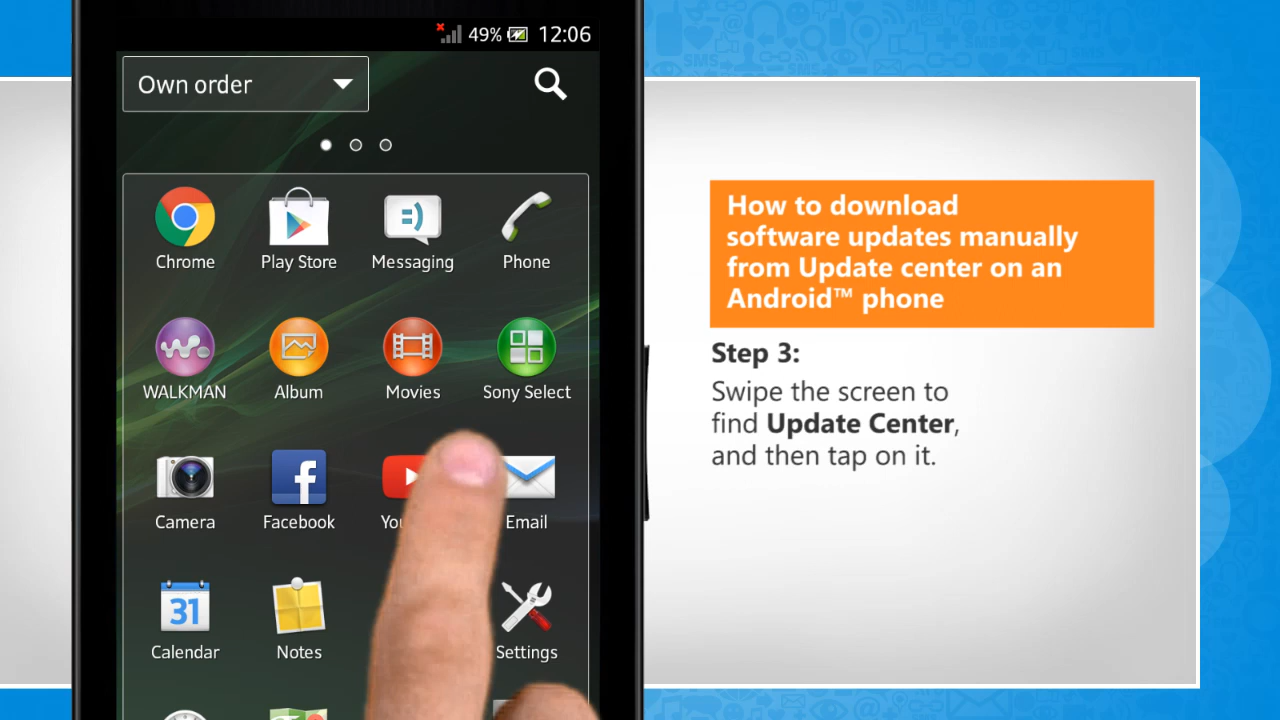 49% 12:06
Own order
Chrome Play Store Messaging Phone
WALKMAN Album Movies Sony Select
Camera Facebook Email
31
Calendar Notes Settings
How to download
software updates manually
from Update center on an
Android™ phone
Step 3:
Swipe the screen to
find Update Center,
and then tap on it.